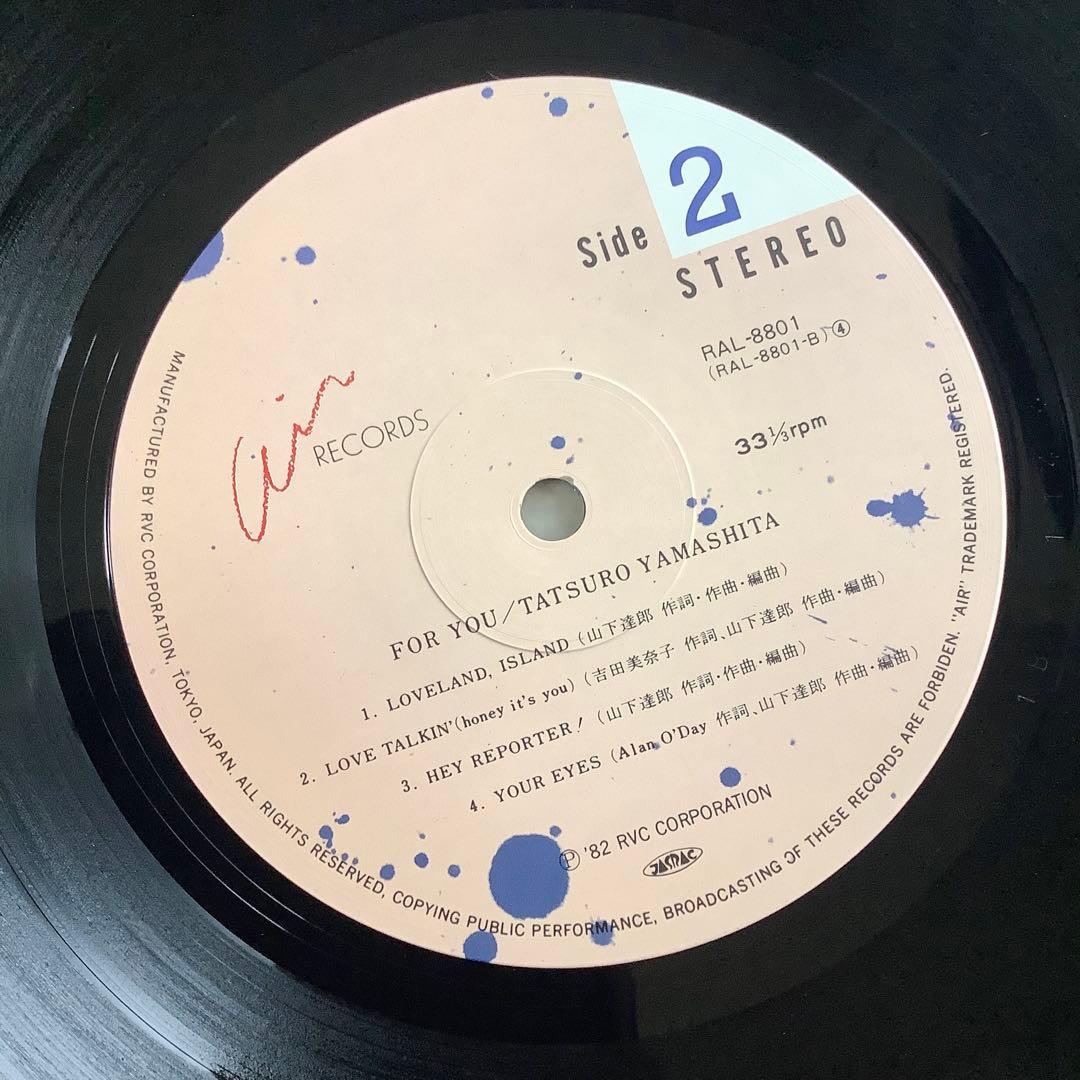 Side 2
STEREO
RAL-8801
(RAL-8801-B) ④
Air
RECORDS
33⅓rpm
FOR YOU/TATSURO YAMASHITA
1. LOVELAND, ISLAND (山下達郎 作詞・作曲・編曲)
2. LOVE TALKIN'(honey it's you) (吉田美奈子 作詞、山下達郎 作曲・編曲)
3. HEY REPORTER! (山下達郎 作詞・作曲・編曲)
4. YOUR EYES (Alan O'Day 作詞、山下達郎 作曲・編曲)
Ⓟ '82 RVC CORPORATION
JASRAC
MANUFACTURED BY RVC CORPORATION, TOKYO, JAPAN. ALL RIGHTS RESERVED, COPYING PUBLIC PERFORMANCE, BROADCASTING OF THESE RECORDS ARE FORBIDEN. "AIR" TRADEMARK REGISTERED.